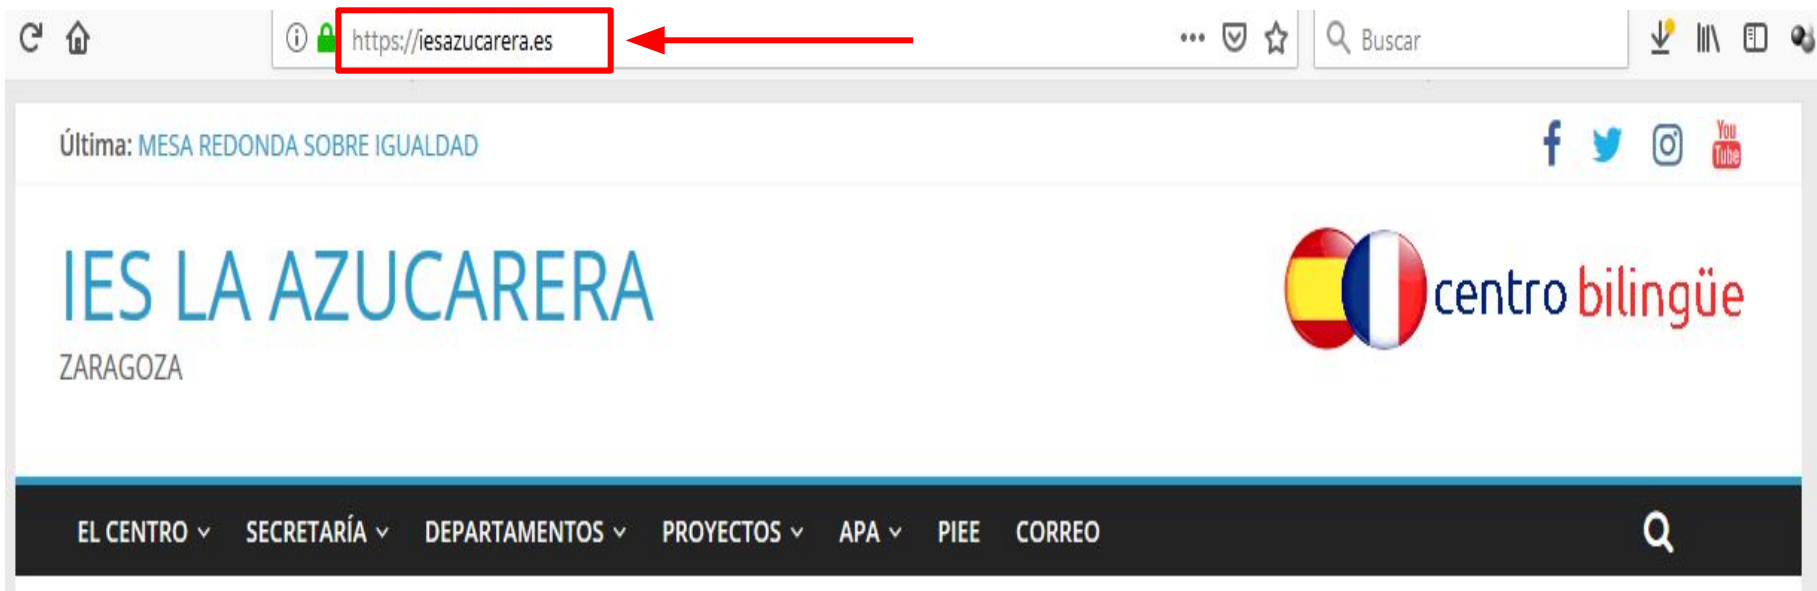 https://iesazucarera.es
Buscar
Última: MESA REDONDA SOBRE IGUALDAD
You
Tube
IES LA AZUCARERA
centro bilingüe
ZARAGOZA
EL CENTRO SECRETARÍA DEPARTAMENTOS PROYECTOS APA PIEE CORREO